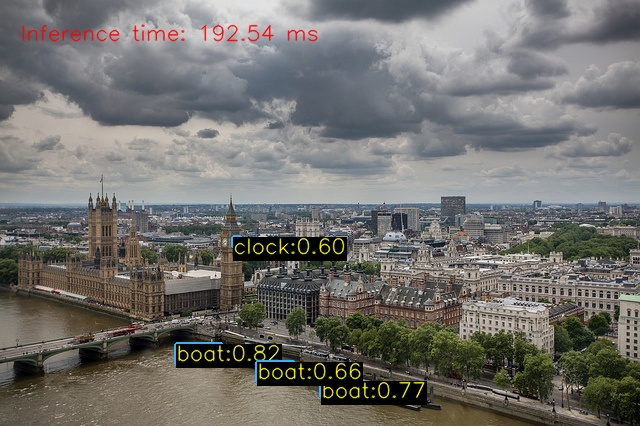 Inference time: 192.54 ms
clock:0.60
boat:0.82
boat:0.66
boat:0.77